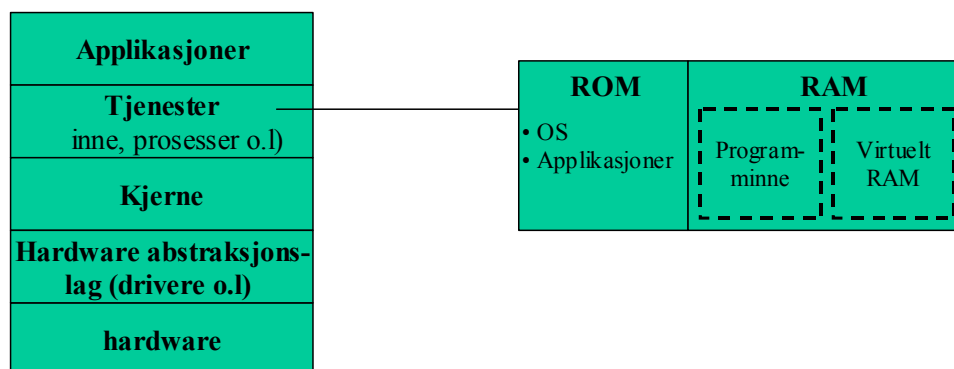 Applikasjoner
Tjenester
inne, prosesser o.l)
Kjerne
Hardware abstraksjons-
lag (drivere o.l)
hardware
ROM
• OS
• Applikasjoner
RAM
Program-
minne
Virtuelt
RAM